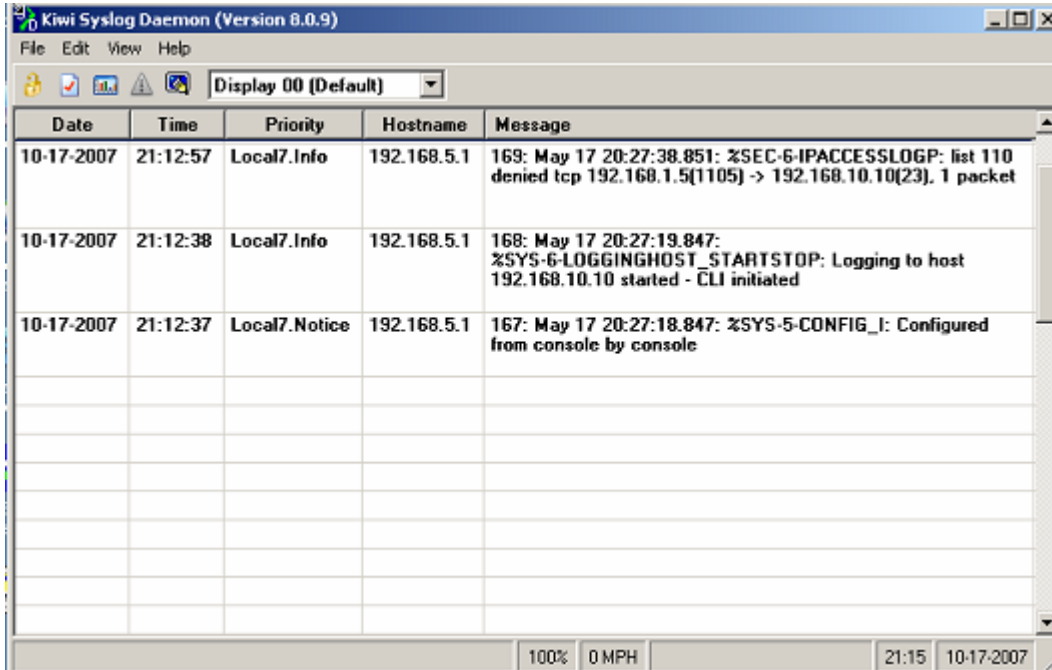 Kiwi Syslog Daemon (Version 8.0.9)
File Edit View Help
Display 00 (Default)
Date Time Priority Hostname Message
10-17-2007 21:12:57 Local7.Info 192.168.5.1 169: May 17 20:27:38.851: %SEC-6-IPACCESSLOGP: list 110
denied tcp 192.168.1.5(1105) -> 192.168.10.10(23), 1 packet
10-17-2007 21:12:38 Local7.Info 192.168.5.1 168: May 17 20:27:19.847:
%SYS-6-LOGGINGHOST_STARTSTOP: Logging to host
192.168.10.10 started - CLI initiated
10-17-2007 21:12:37 Local7.Notice 192.168.5.1 167: May 17 20:27:18.847: %SYS-5-CONFIG_I: Configured
from console by console
100% 0 MPH 21:15 10-17-2007